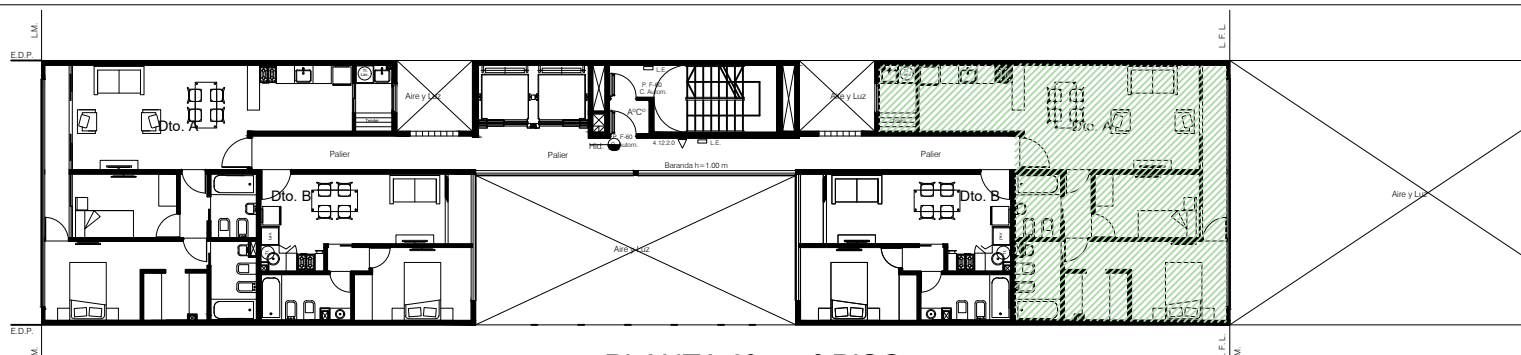 L.M.
L. F. L.
E.D.P.
L.E.
P. F-60
C. Autom.
Aire y Luz
Aire y Luz
AºCº
Dto. A
Dto. A
Tender
P. F-60
C. Autom.
Hid.
4.12.2.0
L.E.
Palier
Palier
Palier
Baranda h=1.00 m
Dto. B
Dto. B
Aire y Luz
Aire y Luz
E.D.P.